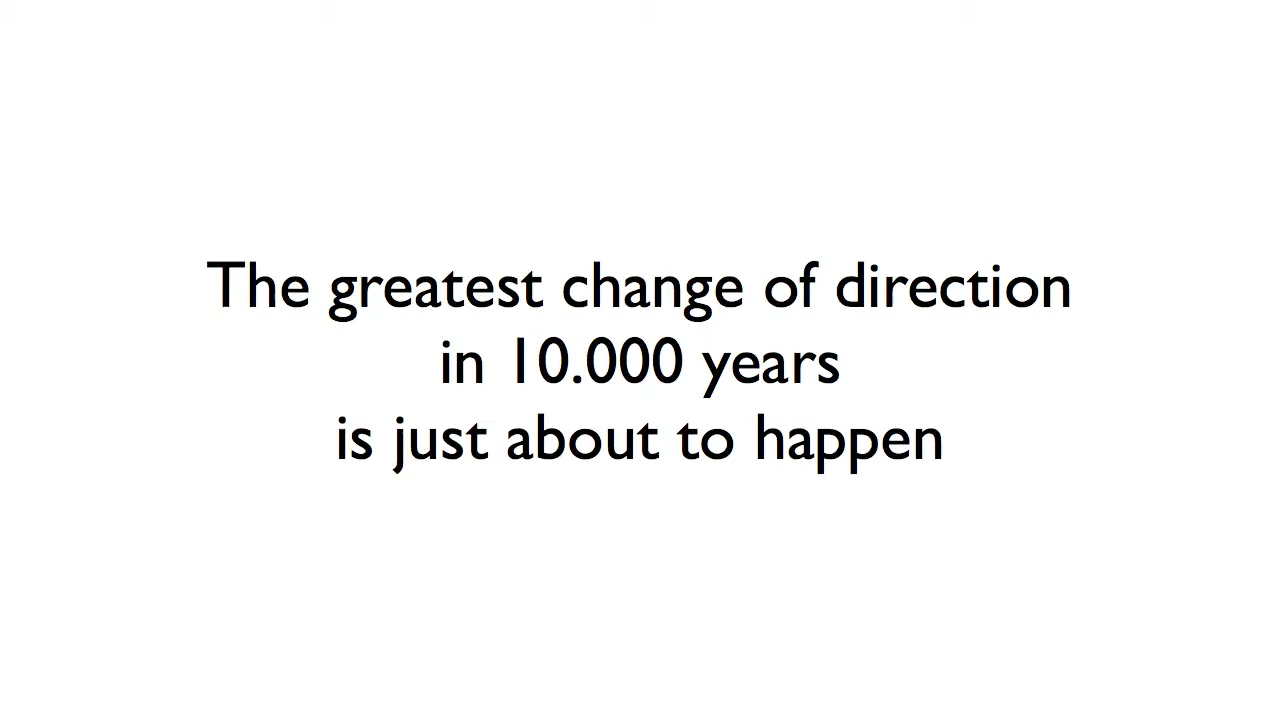 The greatest change of direction
in 10.000 years
is just about to happen